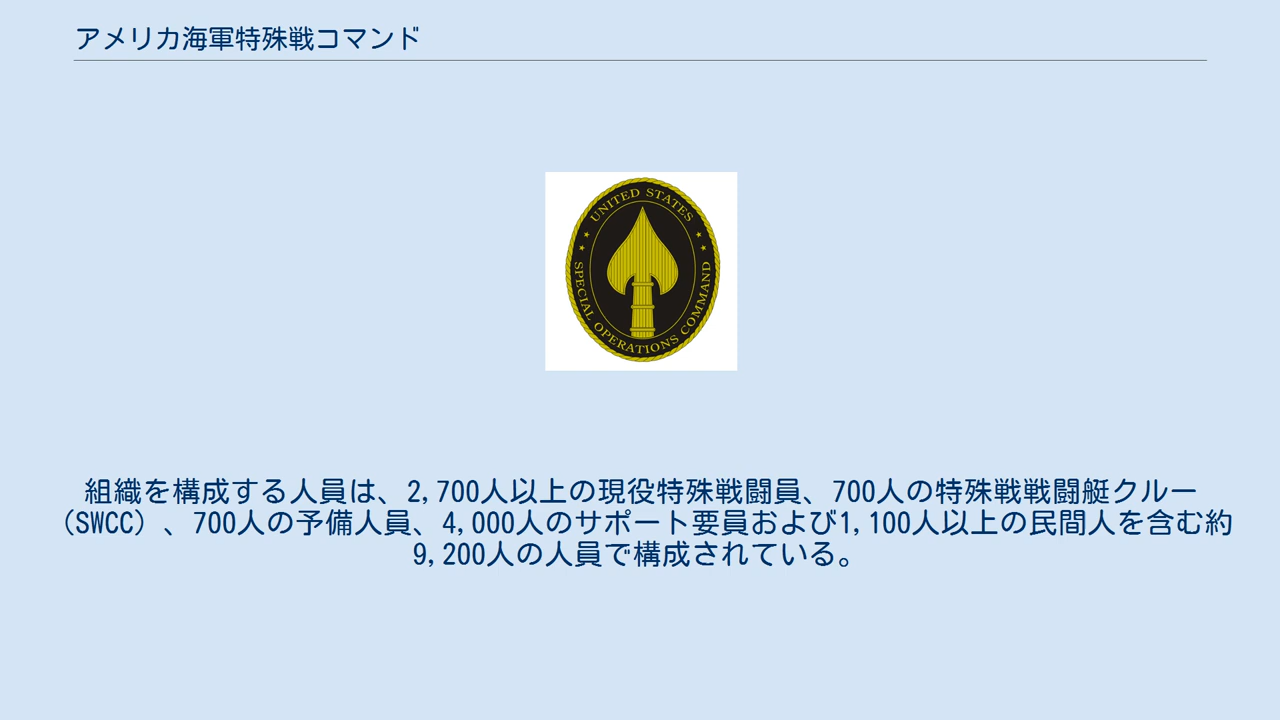 アメリカ海軍特殊戦コマンド
UNITED STATES
SPECIAL OPERATIONS COMMAND
組織を構成する人員は、2,700人以上の現役特殊戦闘員、700人の特殊戦戦闘艇クルー
（SWCC）、700人の予備人員、4,000人のサポート要員および1,100人以上の民間人を含む約
9,200人の人員で構成されている。